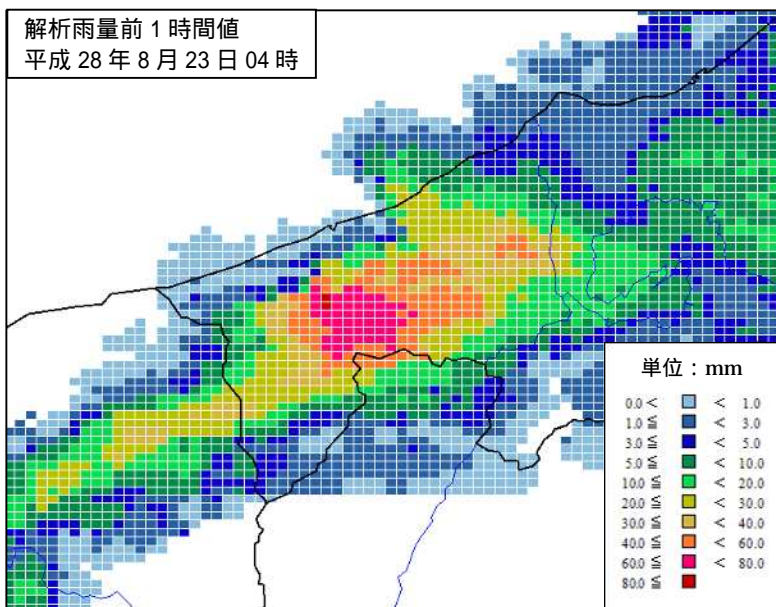 解析雨量前1時間値
平成28年8月23日04時
単位：mm
0.0 < < 1.0
1.0 ≦ < 3.0
3.0 ≦ < 5.0
5.0 ≦ < 10.0
10.0 ≦ < 20.0
20.0 ≦ < 30.0
30.0 ≦ < 40.0
40.0 ≦ < 60.0
60.0 ≦ < 80.0
80.0 ≦